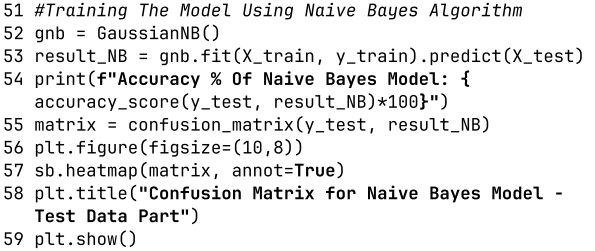 51 #Training The Model Using Naive Bayes Algorithm
52 gnb = GaussianNB()
53 result_NB = gnb.fit(X_train, y_train).predict(X_test)
54 print(f"Accuracy % Of Naive Bayes Model: {
accuracy_score(y_test, result_NB)*100}")
55 matrix = confusion_matrix(y_test, result_NB)
56 plt.figure(figsize=(10,8))
57 sb.heatmap(matrix, annot=True)
58 plt.title("Confusion Matrix for Naive Bayes Model -
Test Data Part")
59 plt.show()